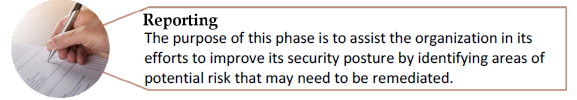 Reporting
The purpose of this phase is to assist the organization in its
efforts to improve its security posture by identifying areas of
potential risk that may need to be remediated.